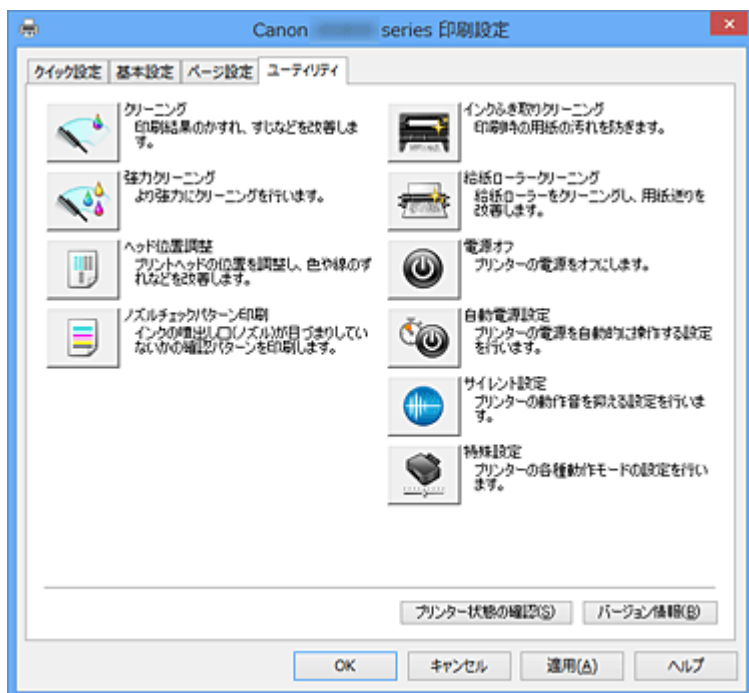 Canon series 印刷設定
クイック設定 基本設定 ページ設定 ユーティリティ
クリーニング
印刷結果のかすれ、すじなどを改善しま
す。
強力クリーニング
より強力にクリーニングを行います。
ヘッド位置調整
プリントヘッドの位置を調整し、色や線のず
れなどを改善します。
ノズルチェックパターン印刷
インクの噴出し口(ノズル)が目づまりしてい
ないかの確認パターンを印刷します。
インクふき取りクリーニング
印刷時の用紙の汚れを防ぎます。
給紙ローラークリーニング
給紙ローラーをクリーニングし、用紙送りを
改善します。
電源オフ
プリンターの電源をオフにします。
自動電源設定
プリンターの電源を自動的に操作する設定
を行います。
サイレント設定
プリンターの動作音を抑える設定を行いま
す。
特殊設定
プリンターの各種動作モードの設定を行い
ます。
プリンター状態の確認(S) バージョン情報(B)
OK キャンセル 適用(A) ヘルプ